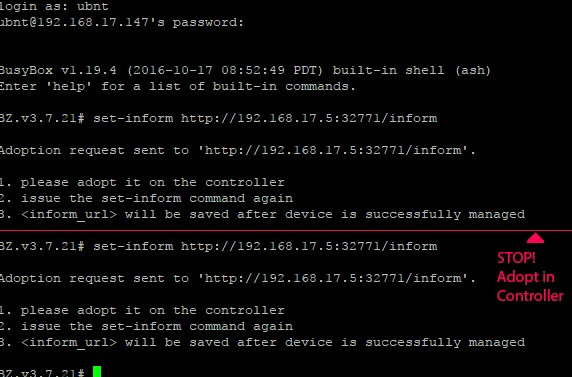 login as: ubnt
ubnt@192.168.17.147's password:
BusyBox v1.19.4 (2016-10-17 08:52:49 PDT) built-in shell (ash)
Enter 'help' for a list of built-in commands.
BZ.v3.7.21# set-inform http://192.168.17.5:32771/inform
Adoption request sent to 'http://192.168.17.5:32771/inform'.
1. please adopt it on the controller
2. issue the set-inform command again
3. <inform_url> will be saved after device is successfully managed
BZ.v3.7.21# set-inform http://192.168.17.5:32771/inform
STOP!
Adopt in
Controller
Adoption request sent to 'http://192.168.17.5:32771/inform'.
1. please adopt it on the controller
2. issue the set-inform command again
3. <inform_url> will be saved after device is successfully managed
BZ.v3.7.21#